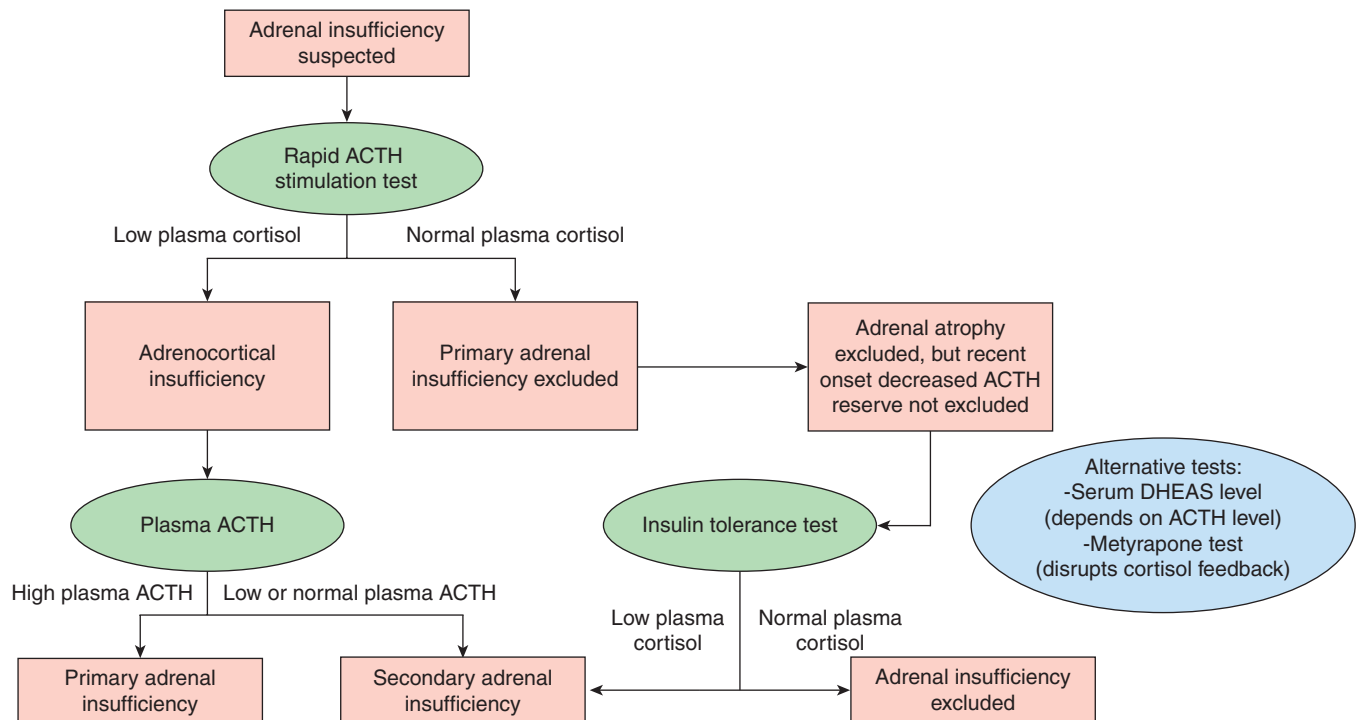 Adrenal insufficiency
suspected
Rapid ACTH
stimulation test
Low plasma cortisol
Normal plasma cortisol
Adrenocortical
insufficiency
Primary adrenal
insufficiency excluded
Adrenal atrophy
excluded, but recent
onset decreased ACTH
reserve not excluded
Plasma ACTH
Insulin tolerance test
Alternative tests:
-Serum DHEAS level
(depends on ACTH level)
-Metyrapone test
(disrupts cortisol feedback)
High plasma ACTH
Low or normal plasma ACTH
Low plasma
cortisol
Normal plasma
cortisol
Primary adrenal
insufficiency
Secondary adrenal
insufficiency
Adrenal insufficiency
excluded